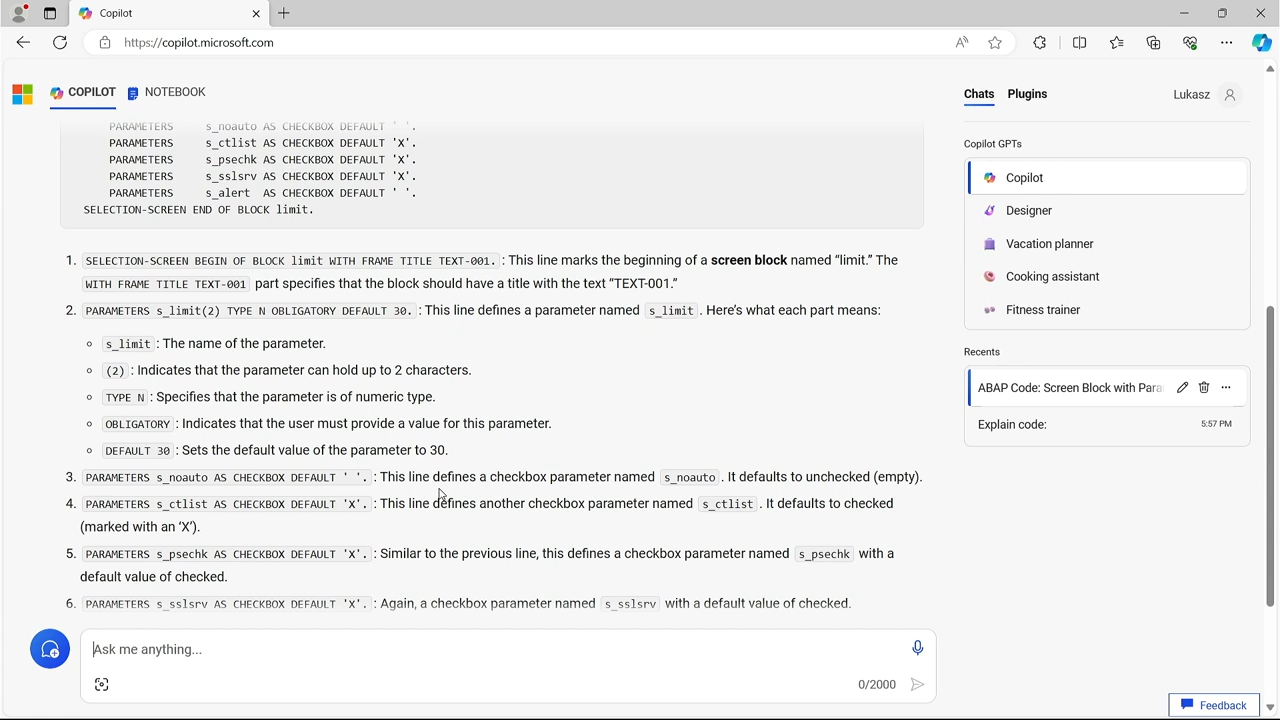 Copilot
https://copilot.microsoft.com
COPILOT
NOTEBOOK
Chats
Plugins
Lukasz
PARAMETERS s_noauto AS CHECKBOX DEFAULT ' '.
PARAMETERS s_ctlist AS CHECKBOX DEFAULT 'X'.
PARAMETERS s_psechk AS CHECKBOX DEFAULT 'X'.
PARAMETERS s_sslsrv AS CHECKBOX DEFAULT 'X'.
PARAMETERS s_alert AS CHECKBOX DEFAULT ' '.
SELECTION-SCREEN END OF BLOCK limit.
1. SELECTION-SCREEN BEGIN OF BLOCK limit WITH FRAME TITLE TEXT-001. : This line marks the beginning of a screen block named “limit.” The
WITH FRAME TITLE TEXT-001 part specifies that the block should have a title with the text “TEXT-001.”
2. PARAMETERS s_limit(2) TYPE N OBLIGATORY DEFAULT 30. : This line defines a parameter named s_limit . Here’s what each part means:
s_limit : The name of the parameter.
(2) : Indicates that the parameter can hold up to 2 characters.
TYPE N : Specifies that the parameter is of numeric type.
OBLIGATORY : Indicates that the user must provide a value for this parameter.
DEFAULT 30 : Sets the default value of the parameter to 30.
3. PARAMETERS s_noauto AS CHECKBOX DEFAULT ' '. : This line defines a checkbox parameter named s_noauto . It defaults to unchecked (empty).
4. PARAMETERS s_ctlist AS CHECKBOX DEFAULT 'X'. : This line defines another checkbox parameter named s_ctlist . It defaults to checked
(marked with an ‘X’).
5. PARAMETERS s_psechk AS CHECKBOX DEFAULT 'X'. : Similar to the previous line, this defines a checkbox parameter named s_psechk with a
default value of checked.
6. PARAMETERS s_sslsrv AS CHECKBOX DEFAULT 'X'. : Again, a checkbox parameter named s_sslsrv with a default value of checked.
Ask me anything...
0/2000
Copilot GPTs
Copilot
Designer
Vacation planner
Cooking assistant
Fitness trainer
Recents
ABAP Code: Screen Block with Para
Explain code:
5:57 PM
Feedback